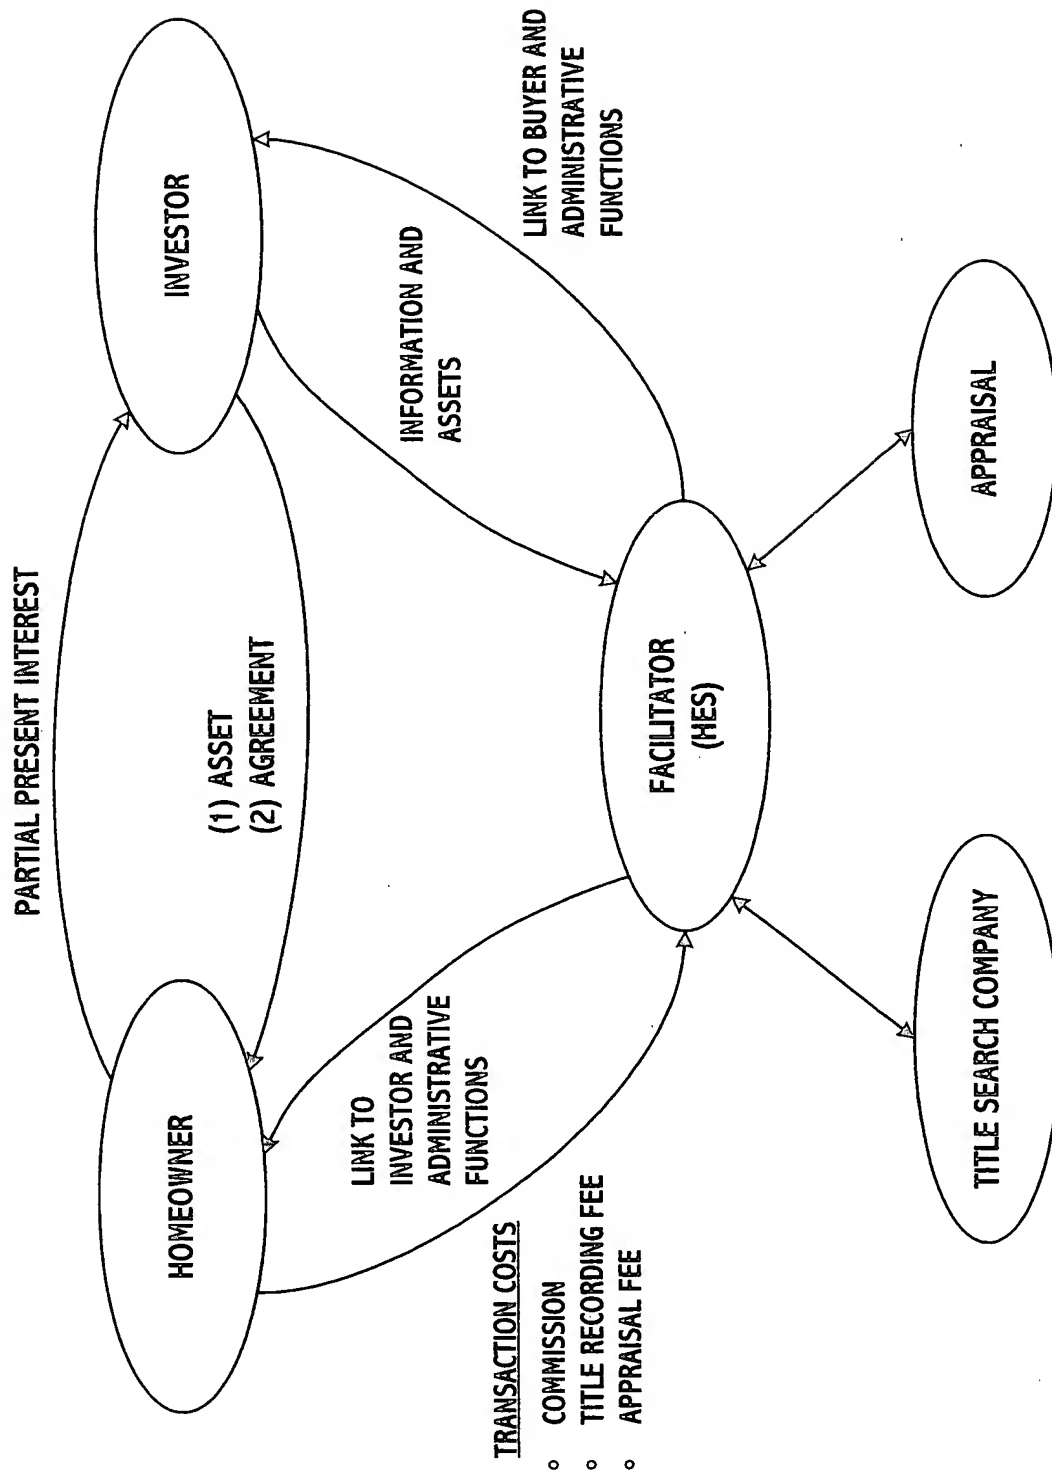 PARTIAL PRESENT INTEREST
HOMEOWNER
INVESTOR
(1) ASSET
(2) AGREEMENT
LINK TO
INVESTOR AND
ADMINISTRATIVE
FUNCTIONS
INFORMATION AND
ASSETS
LINK TO BUYER AND
ADMINISTRATIVE
FUNCTIONS
TRANSACTION COSTS
° COMMISSION
° TITLE RECORDING FEE
° APPRAISAL FEE
FACILITATOR
(HES)
TITLE SEARCH COMPANY
APPRAISAL